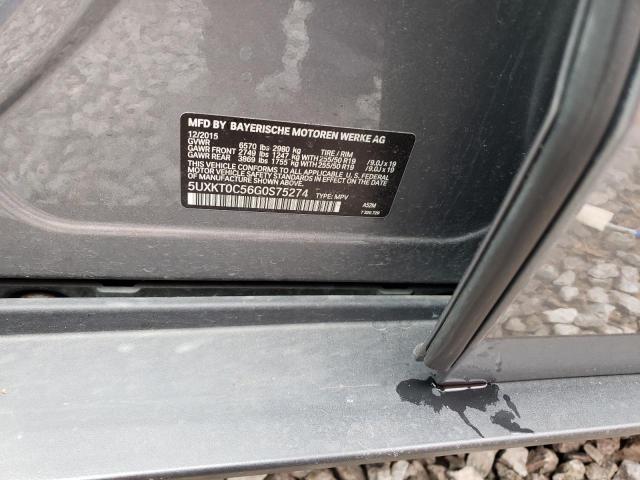 MFD BY BAYERISCHE MOTOREN WERKE AG
12/2015
GVWR 6570 lbs 2980 kg TIRE / RIM
GAWR FRONT 2749 lbs 1247 kg WITH 255/50 R19 /9.0J x 19
GAWR REAR 3869 lbs 1755 kg WITH 255/50 R19 /9.0J x 19
THIS VEHICLE CONFORMS TO ALL APPLICABLE FEDERAL
MOTOR VEHICLE SAFETY STANDARDS IN EFFECT ON THE
DATE OF MANUFACTURE SHOWN ABOVE.
5UXKT0C56G0S75274 TYPE: MPV
A52M